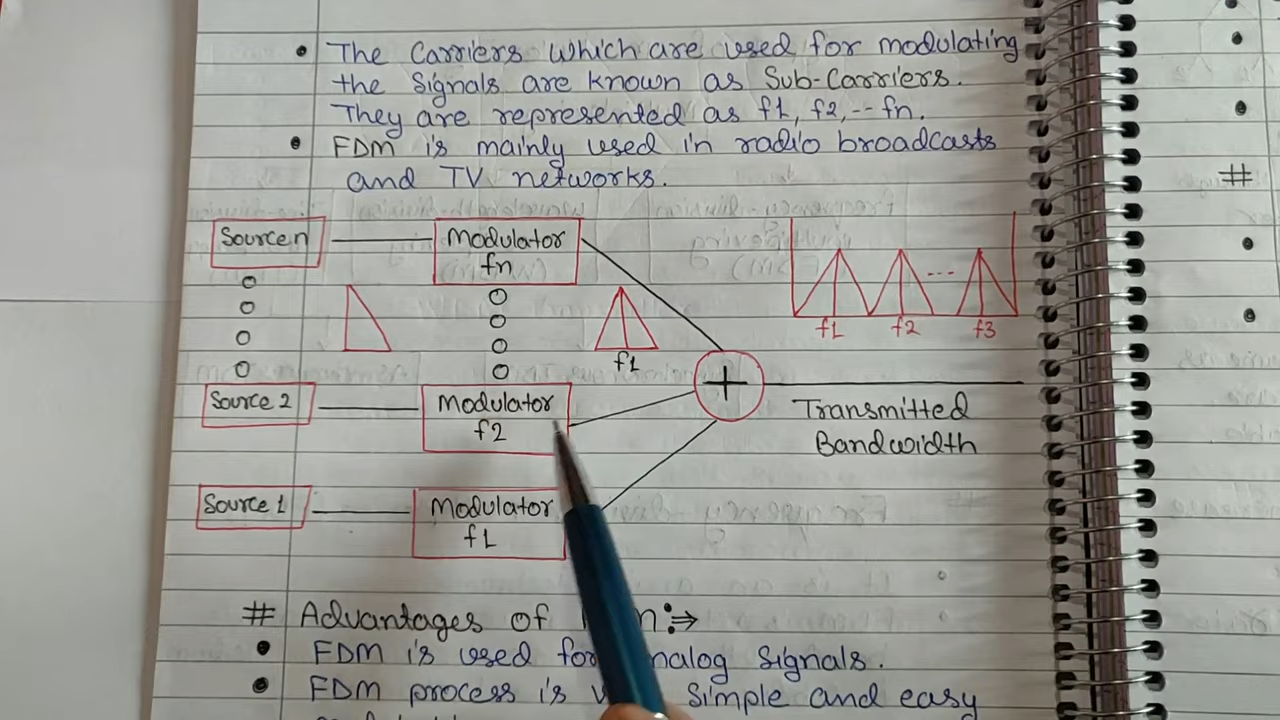 • The Carriers which are used for modulating
the Signals are known as Sub-Carriers.
They are represented as f1, f2, -- fn.
• FDM is mainly used in radio broadcasts
and TV networks.
Source n
Modulator
fn
f1
f1 f2 --- f3
Source 2
Modulator
f2
+
Transmitted
Bandwidth
Source 1
Modulator
f1
# Advantages of :⇒
• FDM is used for Analog Signals.
• FDM process is Simple and easy
#